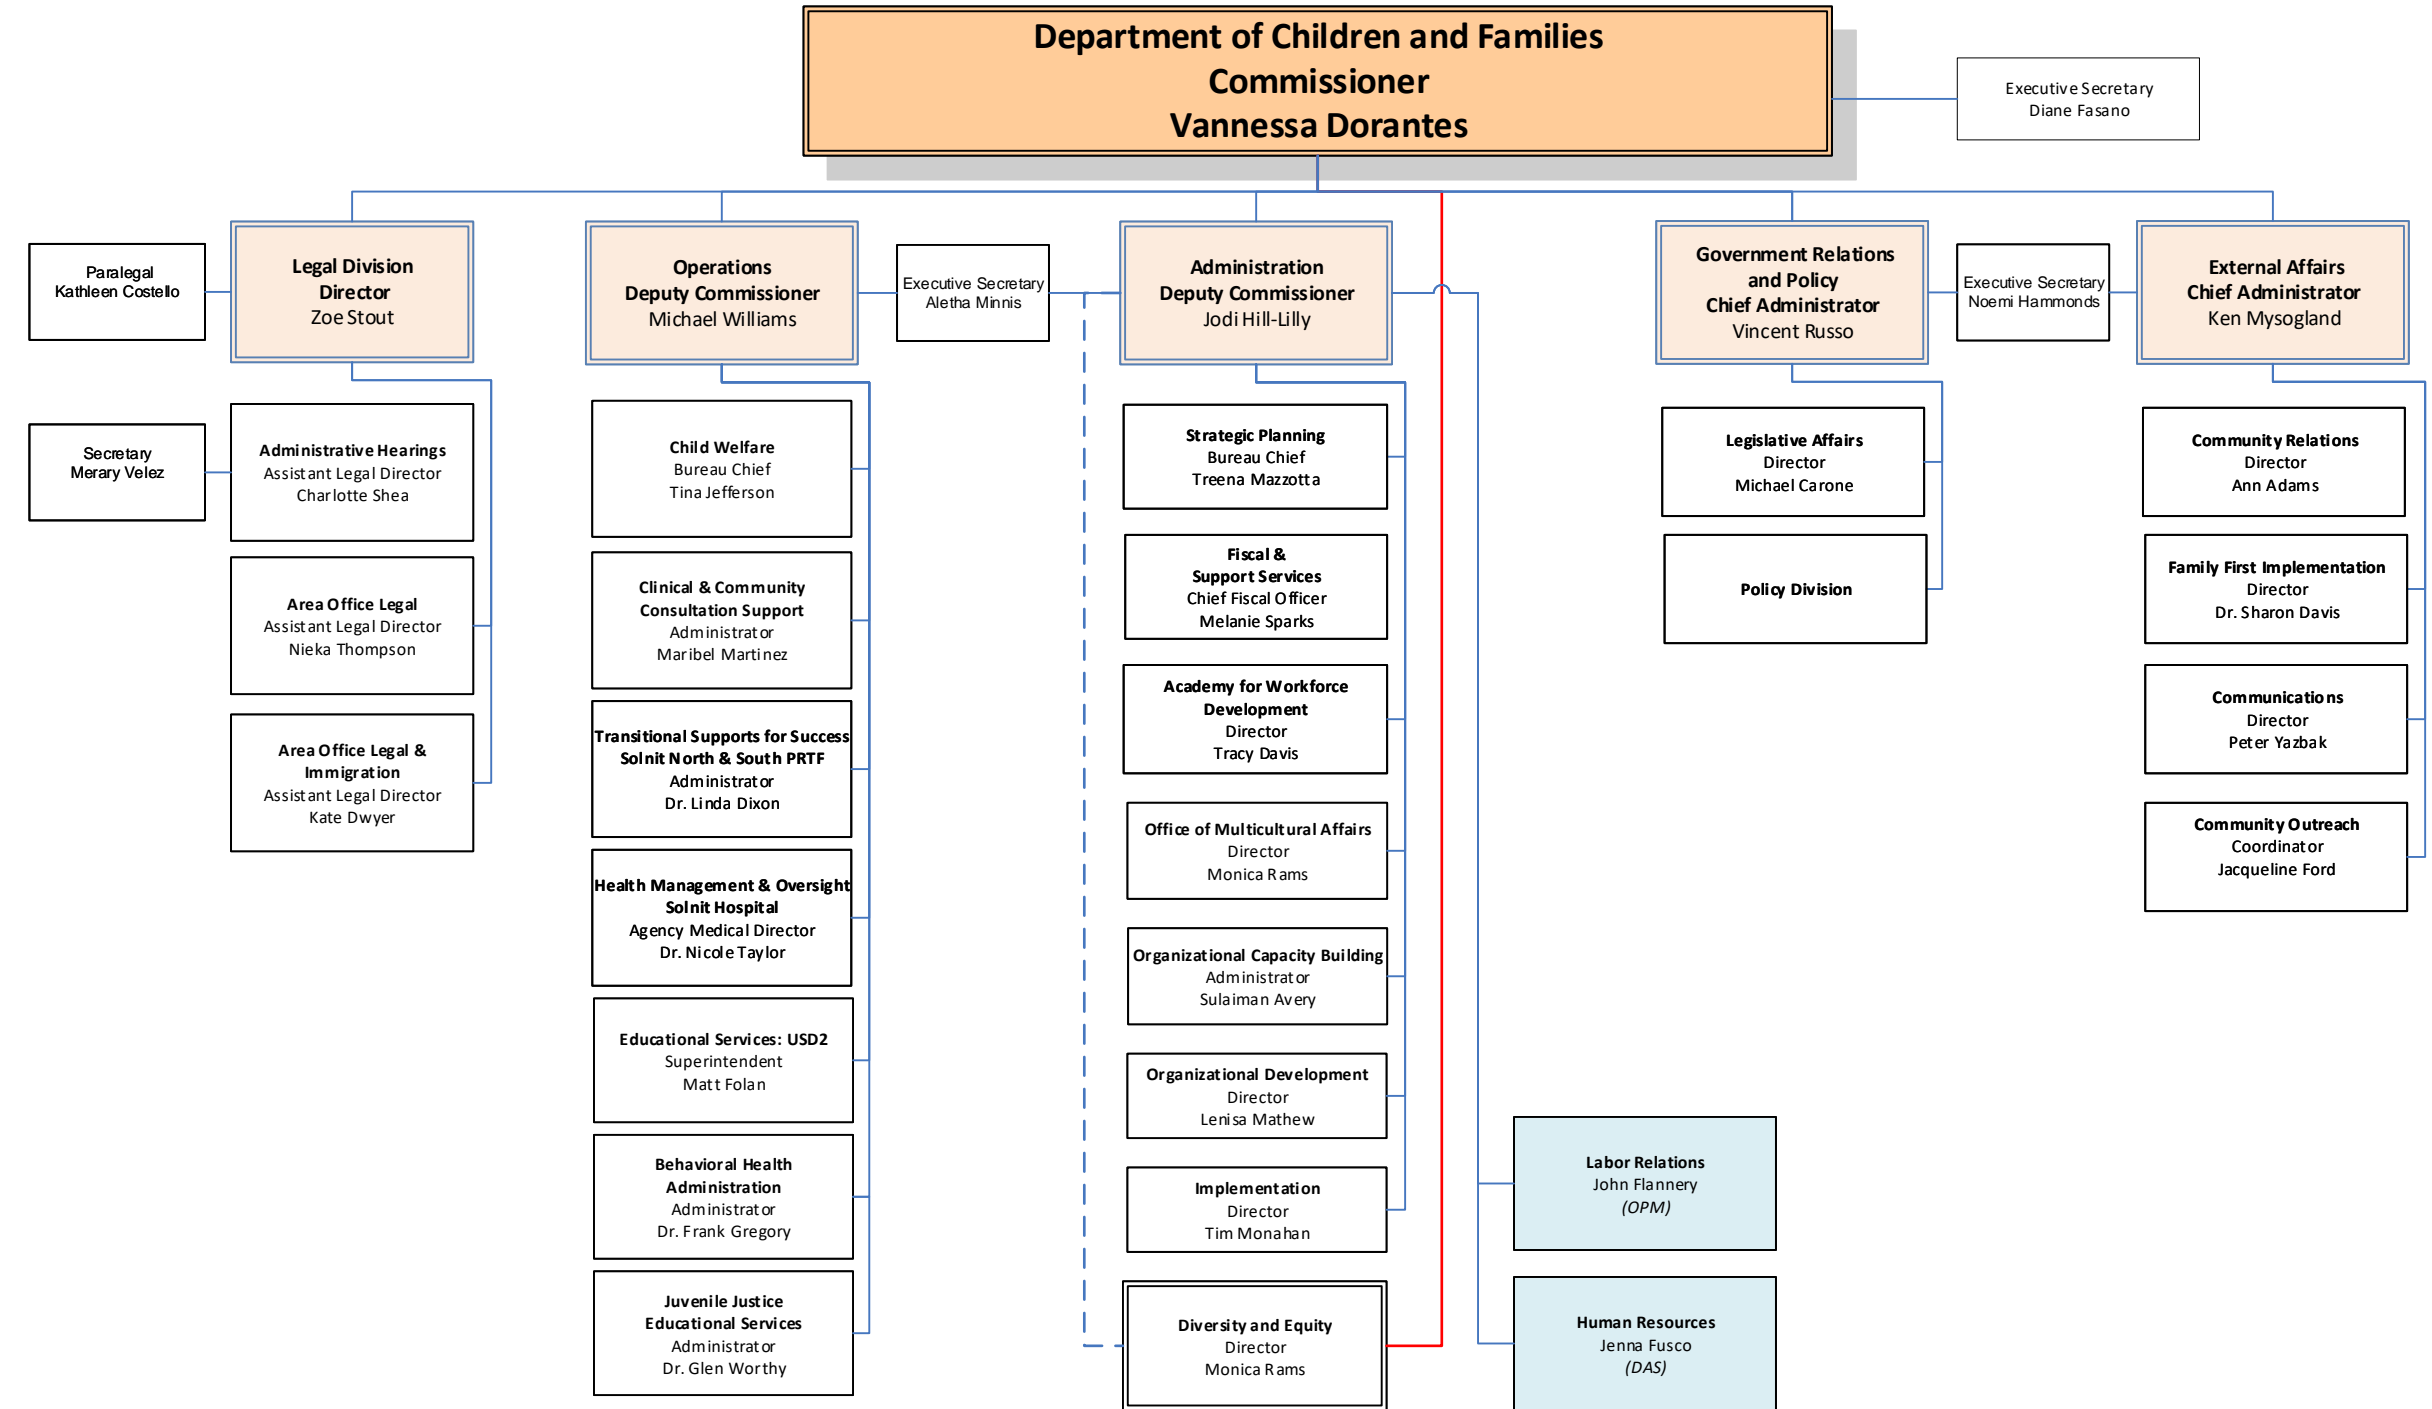 Department of Children and Families
Commissioner
Vannessa Dorantes
Executive Secretary
Diane Fasano
Paralegal
Kathleen Costello
Legal Division
Director
Zoe Stout
Operations
Deputy Commissioner
Michael Williams
Executive Secretary
Aletha Minnis
Administration
Deputy Commissioner
Jodi Hill-Lilly
Government Relations
and Policy
Chief Administrator
Vincent Russo
Executive Secretary
Noemi Hammonds
External Affairs
Chief Administrator
Ken Mysogland
Secretary
Merary Velez
Administrative Hearings
Assistant Legal Director
Charlotte Shea
Area Office Legal
Assistant Legal Director
Nieka Thompson
Area Office Legal &
Immigration
Assistant Legal Director
Kate Dwyer
Child Welfare
Bureau Chief
Tina Jefferson
Clinical & Community
Consultation Support
Administrator
Maribel Martinez
Transitional Supports for Success
Solnit North & South PRTF
Administrator
Dr. Linda Dixon
Health Management & Oversight
Solnit Hospital
Agency Medical Director
Dr. Nicole Taylor
Educational Services: USD2
Superintendent
Matt Folan
Behavioral Health
Administration
Administrator
Dr. Frank Gregory
Juvenile Justice
Educational Services
Administrator
Dr. Glen Worthy
Strategic Planning
Bureau Chief
Treena Mazzotta
Fiscal &
Support Services
Chief Fiscal Officer
Melanie Sparks
Academy for Workforce
Development
Director
Tracy Davis
Office of Multicultural Affairs
Director
Monica Rams
Organizational Capacity Building
Administrator
Sulaiman Avery
Organizational Development
Director
Lenisa Mathew
Implementation
Director
Tim Monahan
Diversity and Equity
Director
Monica Rams
Labor Relations
John Flannery
(OPM)
Human Resources
Jenna Fusco
(DAS)
Legislative Affairs
Director
Michael Carone
Policy Division
Community Relations
Director
Ann Adams
Family First Implementation
Director
Dr. Sharon Davis
Communications
Director
Peter Yazbak
Community Outreach
Coordinator
Jacqueline Ford